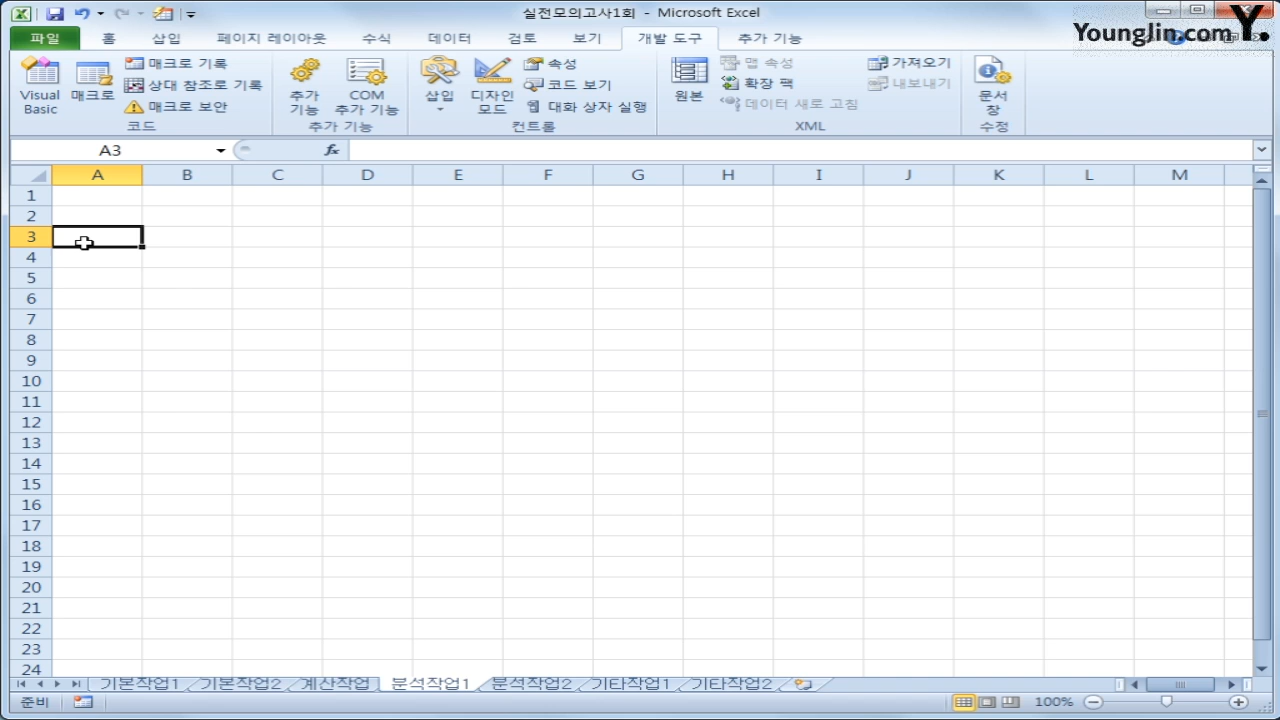 실전모의고사1회 - Microsoft Excel
YoungJin.com Y.
파일 홈 삽입 페이지 레이아웃 수식 데이터 검토 보기 개발 도구 추가 기능
Visual Basic
매크로
매크로 기록
상대 참조로 기록
매크로 보안
코드
추가 기능
COM 추가 기능
추가 기능
삽입
디자인 모드
속성
코드 보기
대화 상자 실행
컨트롤
원본
맵 속성
확장 팩
데이터 새로 고침
가져오기
내보내기
XML
문서 창
수정
A3 fx
A B C D E F G H I J K L M
1
2
3
4
5
6
7
8
9
10
11
12
13
14
15
16
17
18
19
20
21
22
23
24
기본작업1 기본작업2 계산작업 분석작업1 분석작업2 기타작업1 기타작업2
준비 100%